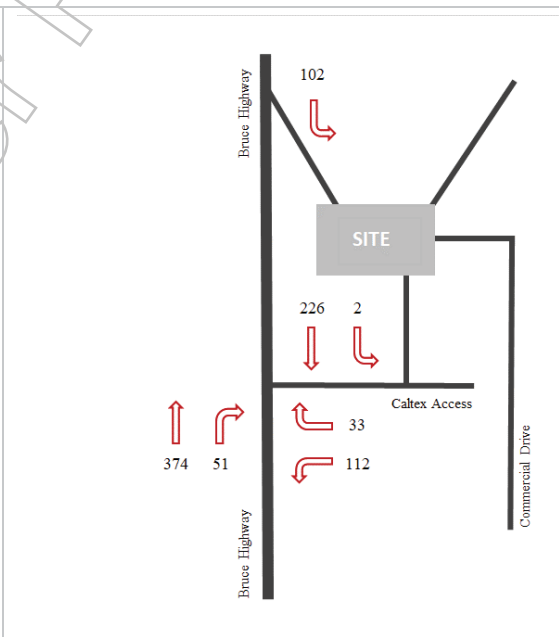 102
Bruce Highway
SITE
226 2
Caltex Access
33
374 51 112
Commercial Drive
Bruce Highway